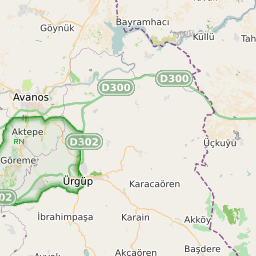 Göynük
Bayramhacı
Küllü
Tah
D300
D300
Avanos
Aktepe
RN
D302
Üçkuyu
Göreme
Ürgüp
Karacaören
02
İbrahimpaşa
Karain
Akköy
Akçaören
Başdere